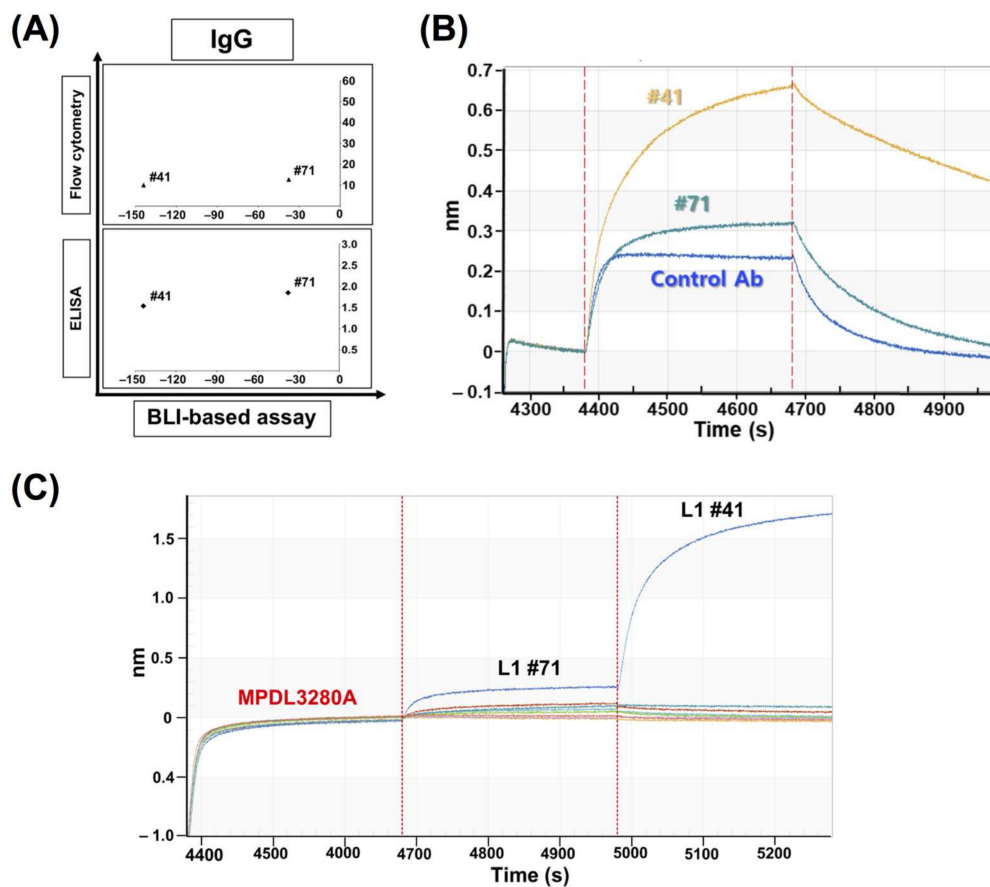 (A)
IgG
Flow cytometry
60
50
40
30
20
10
#41
#71
–150 –120 –90 –60 –30 0
ELISA
3.0
2.5
2.0
1.5
1.0
0.5
#41
#71
–150 –120 –90 –60 –30 0
BLI-based assay
(B)
nm
0.7
0.6
0.5
0.4
0.3
0.2
0.1
0
– 0.1
#41
#71
Control Ab
4300 4400 4500 4600 4700 4800 4900
Time (s)
(C)
nm
1.5
1.0
0.5
0
0.4
– 1.0
MPDL3280A
L1 #71
L1 #41
4400 4500 4000 4700 4800 4900 5000 5100 5200
Time (s)